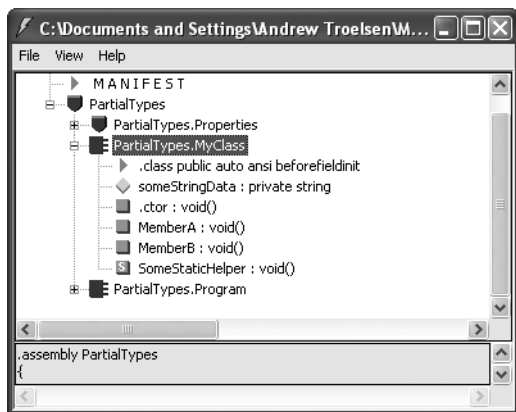 C:\Documents and Settings\Andrew Troelsen\M...
File View Help
MANIFEST
PartialTypes
PartialTypes.Properties
PartialTypes.MyClass
.class public auto ansi beforefieldinit
someStringData : private string
.ctor : void()
MemberA : void()
MemberB : void()
S SomeStaticHelper : void()
PartialTypes.Program
.assembly PartialTypes
{